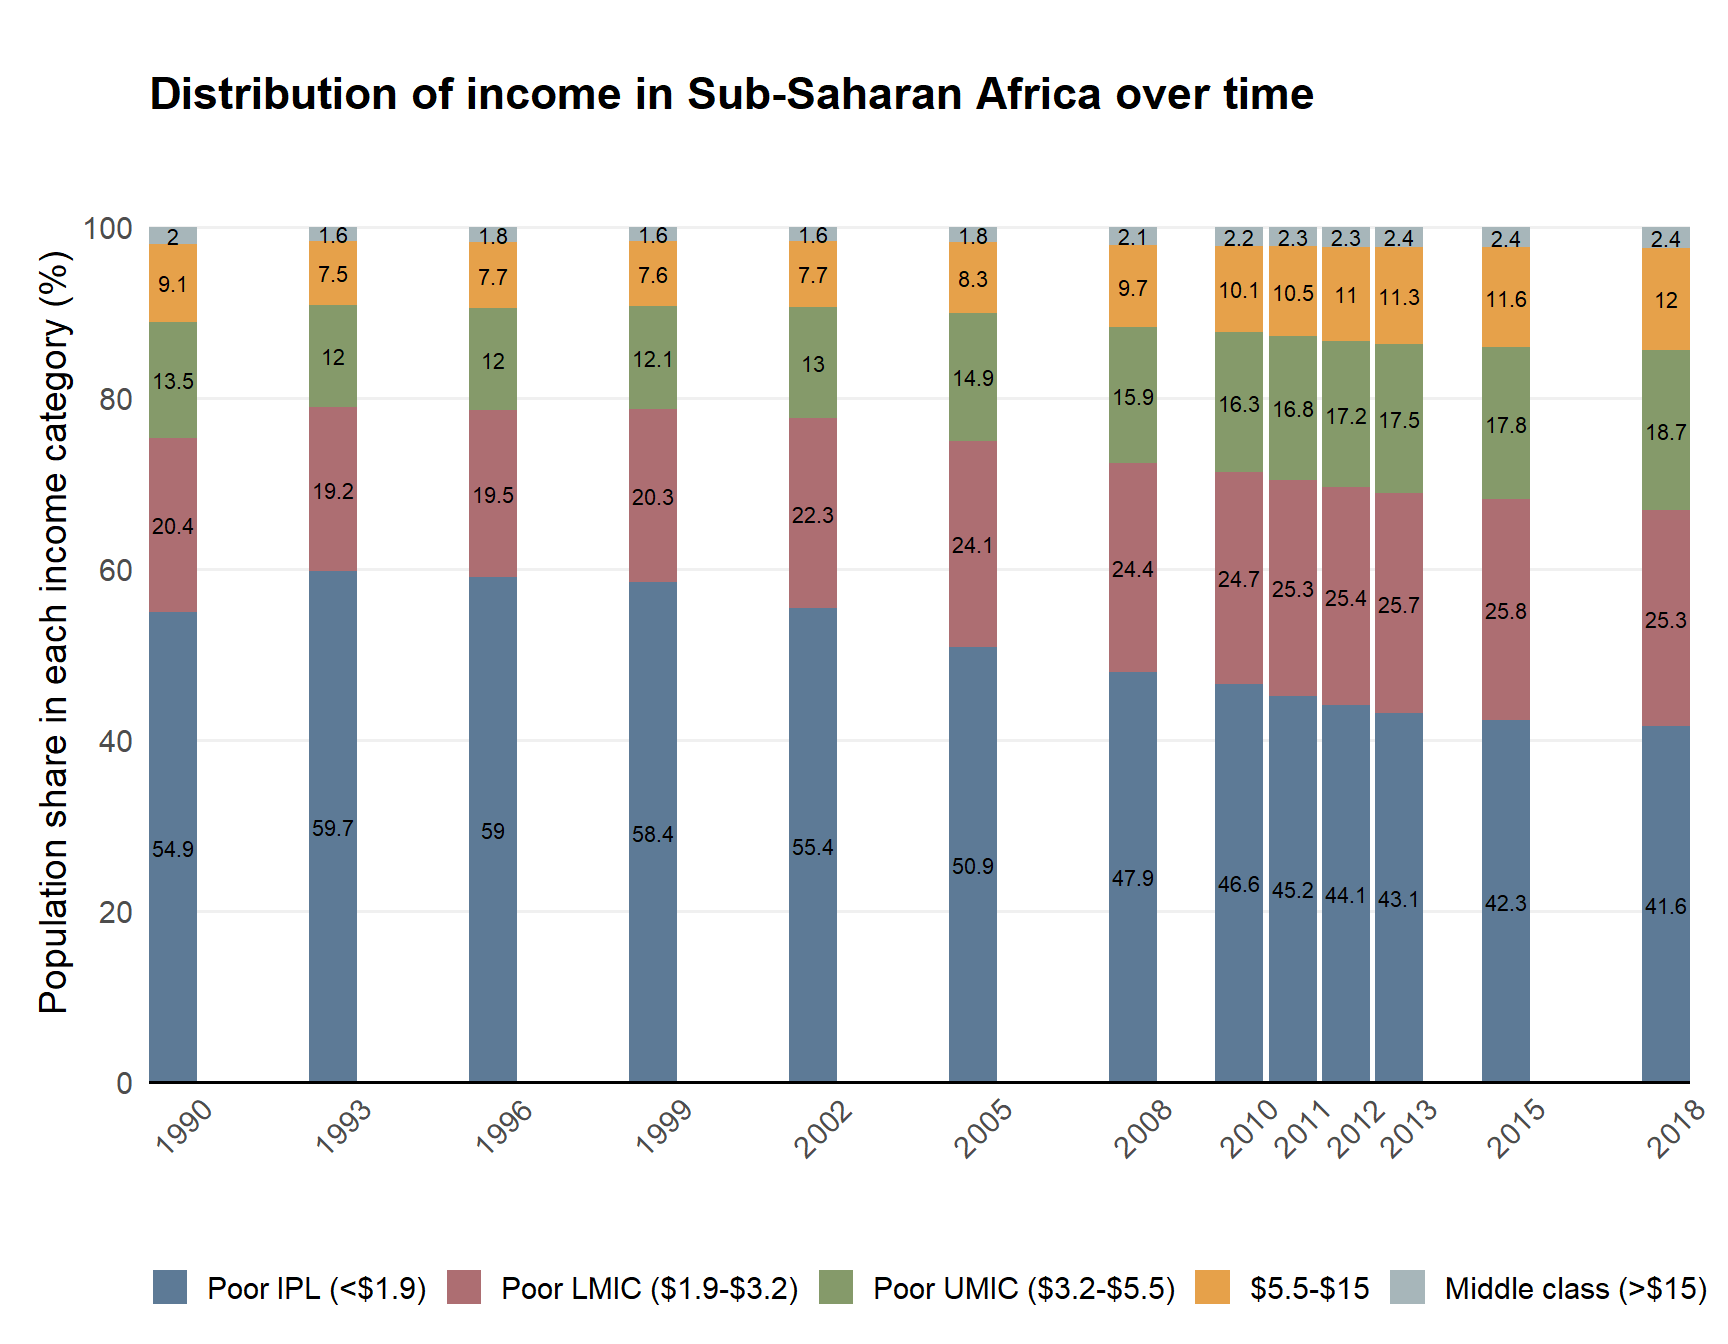 Distribution of income in Sub-Saharan Africa over time
Population share in each income category (%)
100
80
60
40
20
0
2 1.6 1.8 1.6 1.6 1.8 2.1 2.2 2.3 2.3 2.4 2.4 2.4
9.1 7.5 7.7 7.6 7.7 8.3 9.7 10.1 10.5 11 11.3 11.6 12
13.5 12 12 12.1 13 14.9 15.9 16.3 16.8 17.2 17.5 17.8 18.7
20.4 19.2 19.5 20.3 22.3 24.1 24.4 24.7 25.3 25.4 25.7 25.8 25.3
54.9 59.7 59 58.4 55.4 50.9 47.9 46.6 45.2 44.1 43.1 42.3 41.6
1990 1993 1996 1999 2002 2005 2008 2010 2011 2012 2013 2015 2018
Poor IPL (<$1.9) Poor LMIC ($1.9-$3.2) Poor UMIC ($3.2-$5.5) $5.5-$15 Middle class (>$15)